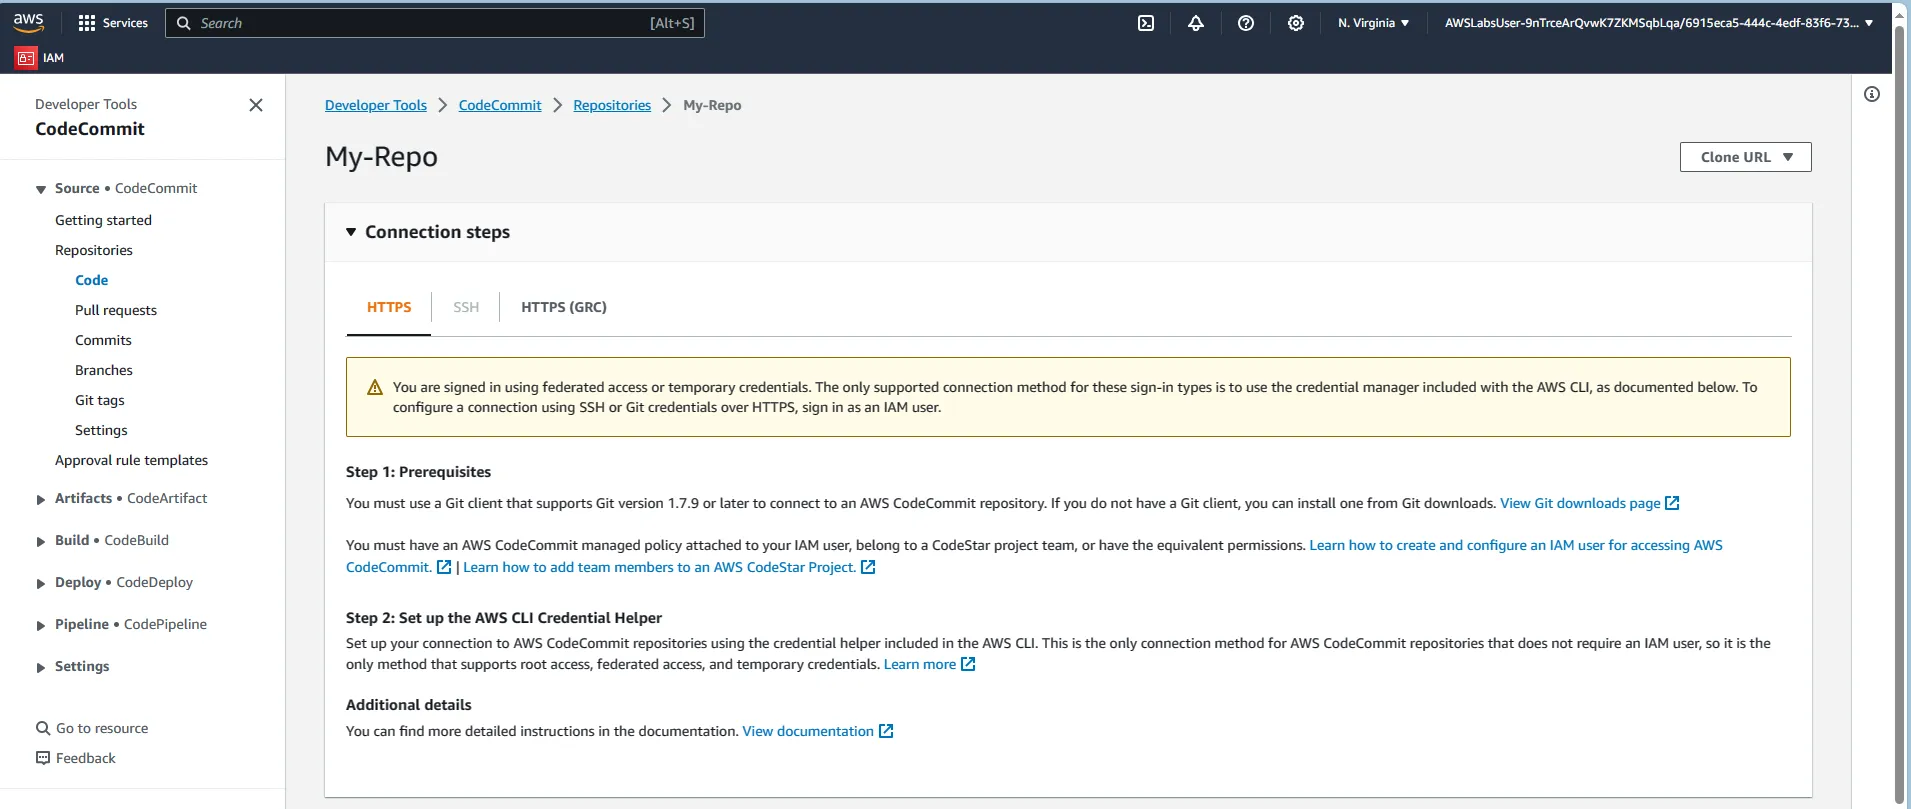 aws
Services
Search [Alt+S]
N. Virginia
AWSLabsUser-9nTrceArQvwK7ZKMSqbLqa/6915eca5-444c-4edf-83f6-73...
IAM
Developer Tools
CodeCommit
Source • CodeCommit
Getting started
Repositories
Code
Pull requests
Commits
Branches
Git tags
Settings
Approval rule templates
Artifacts • CodeArtifact
Build • CodeBuild
Deploy • CodeDeploy
Pipeline • CodePipeline
Settings
Go to resource
Feedback
Developer Tools > CodeCommit > Repositories > My-Repo
My-Repo
Clone URL
Connection steps
HTTPS
SSH
HTTPS (GRC)
You are signed in using federated access or temporary credentials. The only supported connection method for these sign-in types is to use the credential manager included with the AWS CLI, as documented below. To
configure a connection using SSH or Git credentials over HTTPS, sign in as an IAM user.
Step 1: Prerequisites
You must use a Git client that supports Git version 1.7.9 or later to connect to an AWS CodeCommit repository. If you do not have a Git client, you can install one from Git downloads. View Git downloads page
You must have an AWS CodeCommit managed policy attached to your IAM user, belong to a CodeStar project team, or have the equivalent permissions. Learn how to create and configure an IAM user for accessing AWS
CodeCommit. | Learn how to add team members to an AWS CodeStar Project.
Step 2: Set up the AWS CLI Credential Helper
Set up your connection to AWS CodeCommit repositories using the credential helper included in the AWS CLI. This is the only connection method for AWS CodeCommit repositories that does not require an IAM user, so it is the
only method that supports root access, federated access, and temporary credentials. Learn more
Additional details
You can find more detailed instructions in the documentation. View documentation